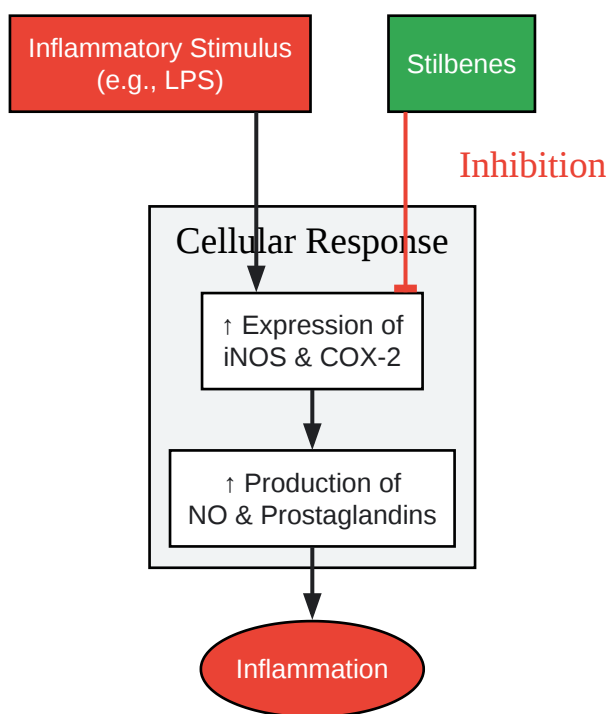 Inflammatory Stimulus
(e.g., LPS)
Stilbenes
Inhibition
Cellular Response
↑ Expression of
iNOS & COX-2
↑ Production of
NO & Prostaglandins
Inflammation